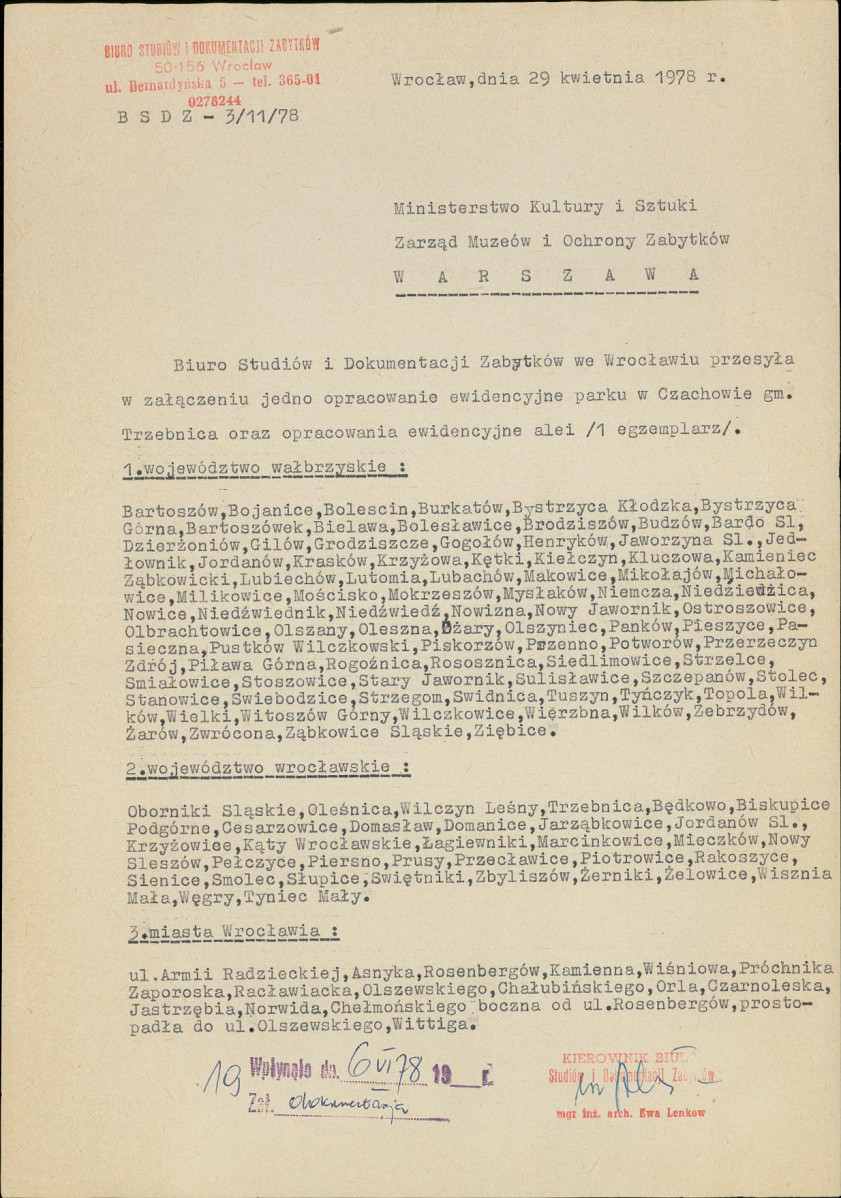 BIURO STUDIÓW i DOKUMENTACJI ZABYTKÓW
50-156 Wrocław
ul. Bernardyńska 5 — tel. 365-01
0278244
B S D Z - 3/11/78
Wrocław,dnia 29 kwietnia 1978 r.
Ministerstwo Kultury i Sztuki
Zarząd Muzeów i Ochrony Zabytków
W A R S Z A W A
Biuro Studiów i Dokumentacji Zabytków we Wrocławiu przesyła
w załączeniu jedno opracowanie ewidencyjne parku w Czachowie gm.
Trzebnica oraz opracowania ewidencyjne alei /1 egzemplarz/.
1.województwo wałbrzyskie :
Bartoszów,Bojanice,Bolescin,Burkatów,Bystrzyca Kłodzka,Bystrzyca
Górna,Bartoszówek,Bielawa,Bolesławice,Brodziszów,Budzów,Bardo Sl,
Dzierżoniów,Gilów,Grodziszcze,Gogołów,Henryków,Jaworzyna Sl.,Jed-
łownik,Jordanów,Krasków,Krzyżowa,Kętki,Kiełczyn,Kluczowa,Kamieniec
Ząbkowicki,Lubiechów,Lutomia,Lubachów,Makowice,Mikołajów,Michało-
wice,Milikowice,Mościsko,Mokrzeszów,Mysłaków,Niemcza,Niedziedzica,
Nowice,Niedźwiednik,Niedźwiedź,Nowizna,Nowy Jawornik,Ostroszowice,
Olbrachtowice,Olszany,Oleszna,Ożary,Olszyniec,Panków,Pieszyce,Pa-
sieczna,Pustków Wilczkowski,Piskorzów,Pszenno,Potworów,Przerzeczyn
Zdrój,Piława Górna,Rogoźnica,Rososznica,Siedlimowice,Strzelce,
Smiałowice,Stoszowice,Stary Jawornik,Sulisławice,Szczepanów,Stolec,
Stanowice,Swiebodzice,Strzegom,Swidnica,Tuszyn,Tyńczyk,Topola,Wil-
ków,Wielki,Witoszów Górny,Wilczkowice,Wierzbna,Wilków,Zebrzydów,
Żarów,Zwrócona,Ząbkowice Sląskie,Ziębice.
2.województwo wrocławskie :
Oborniki Sląskie,Oleśnica,Wilczyn Leśny,Trzebnica,Będkowo,Biskupice
Podgórne,Cesarzowice,Domasław,Domanice,Jarząbkowice,Jordanów Sl.,
Krzyżowice,Kąty Wrocławskie,Łagiewniki,Marcinkowice,Mieczków,Nowy
Sleszów,Pełczyce,Piersno,Prusy,Przecławice,Piotrowice,Rakoszyce,
Sienice,Smolec,Słupice,Swiętniki,Zbyliszów,Żerniki,Żelowice,Wisznia
Mała,Węgry,Tyniec Mały.
3.miasta Wrocławia :
ul.Armii Radzieckiej,Asnyka,Rosenbergów,Kamienna,Wiśniowa,Próchnika
Zaporoska,Racławiacka,Olszewskiego,Chałubińskiego,Orla,Czarnoleska,
Jastrzębia,Norwida,Chełmońskiego boczna od ul.Rosenbergów,prosto-
padła do ul.Olszewskiego,Wittiga.
19 Wpłynęło dn. 6 VI 78 19__ r.
Zał. dokumentacja
KIEROWNIK BIURA
Studiów i Dokumentacji Zabytków
mgr inż. arch. Ewa Lenkow